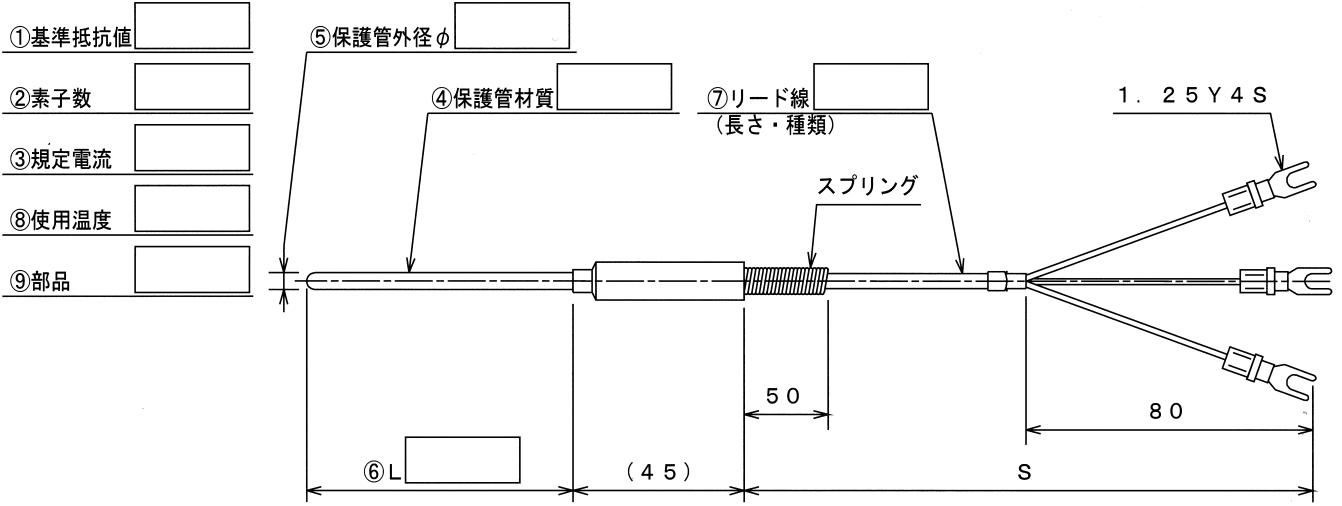 ①基準抵抗値
⑤保護管外径φ
②素子数
④保護管材質
⑦リード線
(長さ・種類)
1．25Y4S
③規定電流
スプリング
⑧使用温度
⑨部品
50
80
⑥L
(45)
S